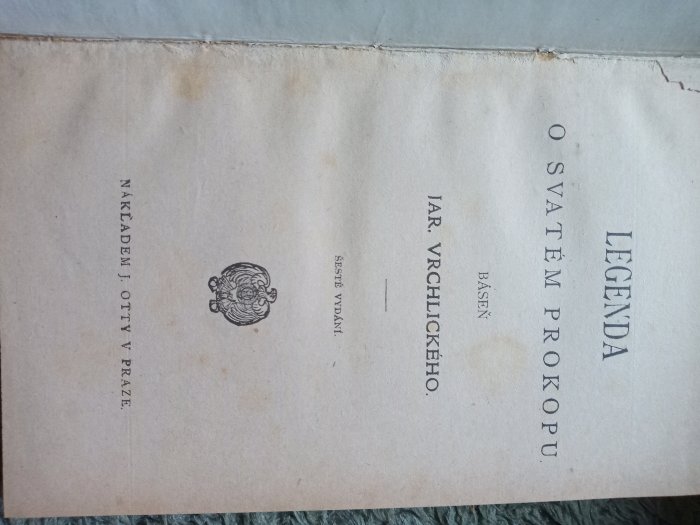 LEGENDA
O SVATÉM PROKOPU.
BÁSEŇ
JAR. VRCHLICKÉHO.
ŠESTÉ VYDÁNÍ.
NÁKLADEM J. OTTY V PRAZE.